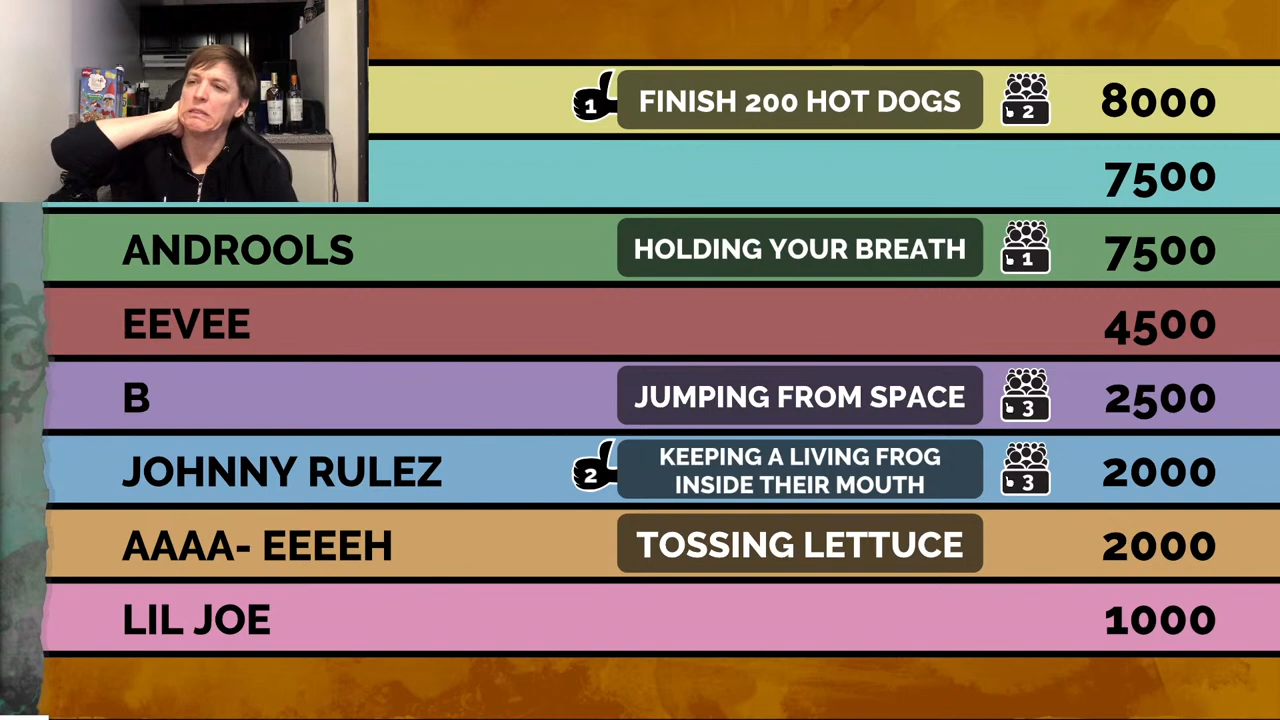 1 FINISH 200 HOT DOGS 2 8000
7500
ANDROOLS HOLDING YOUR BREATH 1 7500
EEVEE 4500
B JUMPING FROM SPACE 3 2500
JOHNNY RULEZ 2 KEEPING A LIVING FROG
INSIDE THEIR MOUTH 3 2000
AAAA- EEEEH TOSSING LETTUCE 2000
LIL JOE 1000